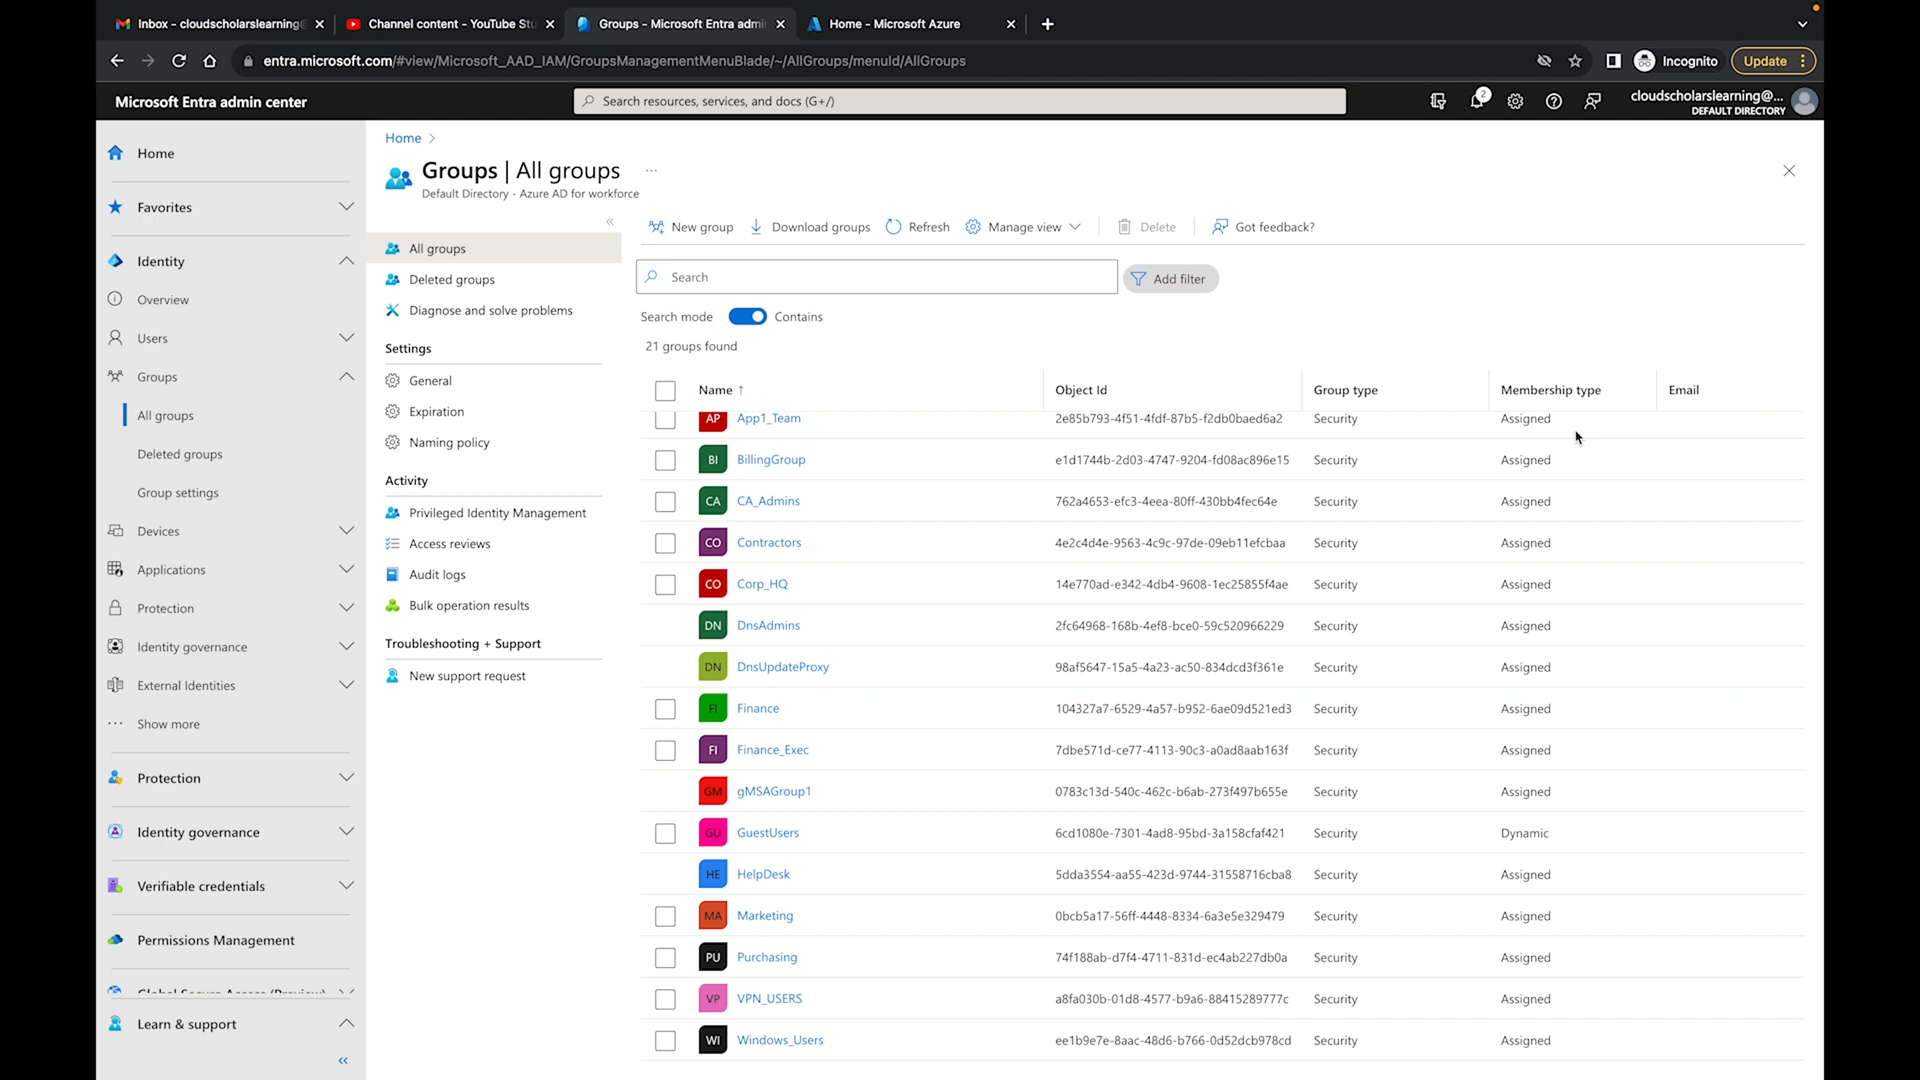 Inbox - cloudscholarslearning@
Channel content - YouTube Stu
Groups - Microsoft Entra admin
Home - Microsoft Azure
entra.microsoft.com/#view/Microsoft_AAD_IAM/GroupsManagementMenuBlade/~/AllGroups/menuId/AllGroups
Incognito
Update
Microsoft Entra admin center
Search resources, services, and docs (G+/)
2
cloudscholarslearning@...
DEFAULT DIRECTORY
Home
Favorites
Identity
Overview
Users
Groups
All groups
Deleted groups
Group settings
Devices
Applications
Protection
Identity governance
External Identities
Show more
Protection
Identity governance
Verifiable credentials
Permissions Management
Global Secure Access (Preview)
Learn & support
Home
Groups | All groups
Default Directory - Azure AD for workforce
All groups
Deleted groups
Diagnose and solve problems
Settings
General
Expiration
Naming policy
Activity
Privileged Identity Management
Access reviews
Audit logs
Bulk operation results
Troubleshooting + Support
New support request
New group
Download groups
Refresh
Manage view
Delete
Got feedback?
Search
Add filter
Search mode
Contains
21 groups found
Name ↑ Object Id Group type Membership type Email
AP App1_Team 2e85b793-4f51-4fdf-87b5-f2db0baed6a2 Security Assigned
BI BillingGroup e1d1744b-2d03-4747-9204-fd08ac896e15 Security Assigned
CA CA_Admins 762a4653-efc3-4eea-80ff-430bb4fec64e Security Assigned
CO Contractors 4e2c4d4e-9563-4c9c-97de-09eb11efcbaa Security Assigned
CO Corp_HQ 14e770ad-e342-4db4-9608-1ec25855f4ae Security Assigned
DN DnsAdmins 2fc64968-168b-4ef8-bce0-59c520966229 Security Assigned
DN DnsUpdateProxy 98af5647-15a5-4a23-ac50-834dcd3f361e Security Assigned
FI Finance 104327a7-6529-4a57-b952-6ae09d521ed3 Security Assigned
FI Finance_Exec 7dbe571d-ce77-4113-90c3-a0ad8aab163f Security Assigned
GM gMSAGroup1 0783c13d-540c-462c-b6ab-273f497b655e Security Assigned
GU GuestUsers 6cd1080e-7301-4ad8-95bd-3a158cfaf421 Security Dynamic
HE HelpDesk 5dda3554-aa55-423d-9744-31558716cba8 Security Assigned
MA Marketing 0bcb5a17-56ff-4448-8334-6a3e5e329479 Security Assigned
PU Purchasing 74f188ab-d7f4-4711-831d-ec4ab227db0a Security Assigned
VP VPN_USERS a8fa030b-01d8-4577-b9a6-88415289777c Security Assigned
WI Windows_Users ee1b9e7e-8aac-48d6-b766-0d52dcb978cd Security Assigned